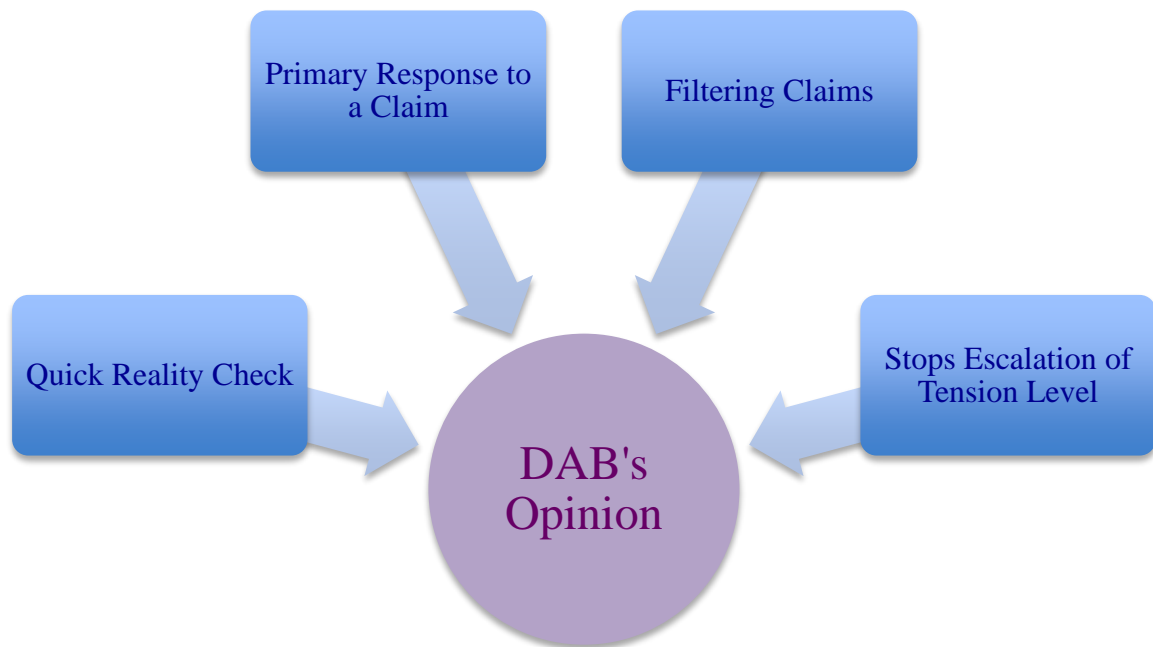 Primary Response to
a Claim
Filtering Claims
Quick Reality Check
Stops Escalation of
Tension Level
DAB's
Opinion